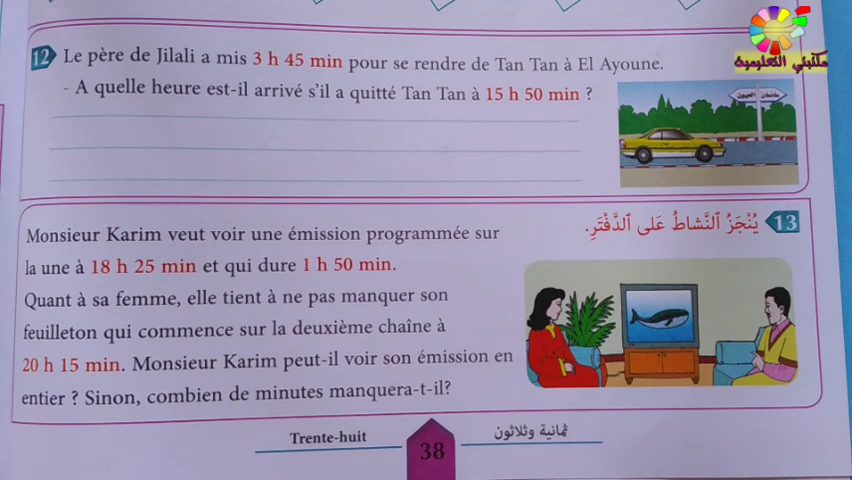 مكتبتي التعليمية
12 Le père de Jilali a mis 3 h 45 min pour se rendre de Tan Tan à El Ayoune.
- A quelle heure est-il arrivé s'il a quitté Tan Tan à 15 h 50 min ?
العيون طانطان
13 يُنْجَزُ ٱلنَّشاطُ عَلى ٱلدَّفْتَرِ.
Monsieur Karim veut voir une émission programmée sur
la une à 18 h 25 min et qui dure 1 h 50 min.
Quant à sa femme, elle tient à ne pas manquer son
feuilleton qui commence sur la deuxième chaîne à
20 h 15 min. Monsieur Karim peut-il voir son émission en
entier ? Sinon, combien de minutes manquera-t-il?
Trente-huit 38 ثمانية وثلاثون